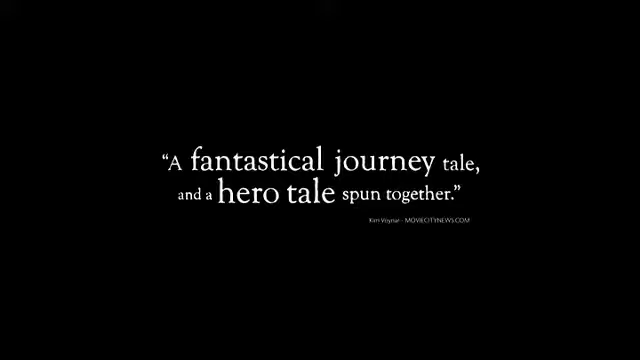 “A fantastical journey tale,
and a hero tale spun together.”
Kim Voynar - MOVIECITYNEWS.COM